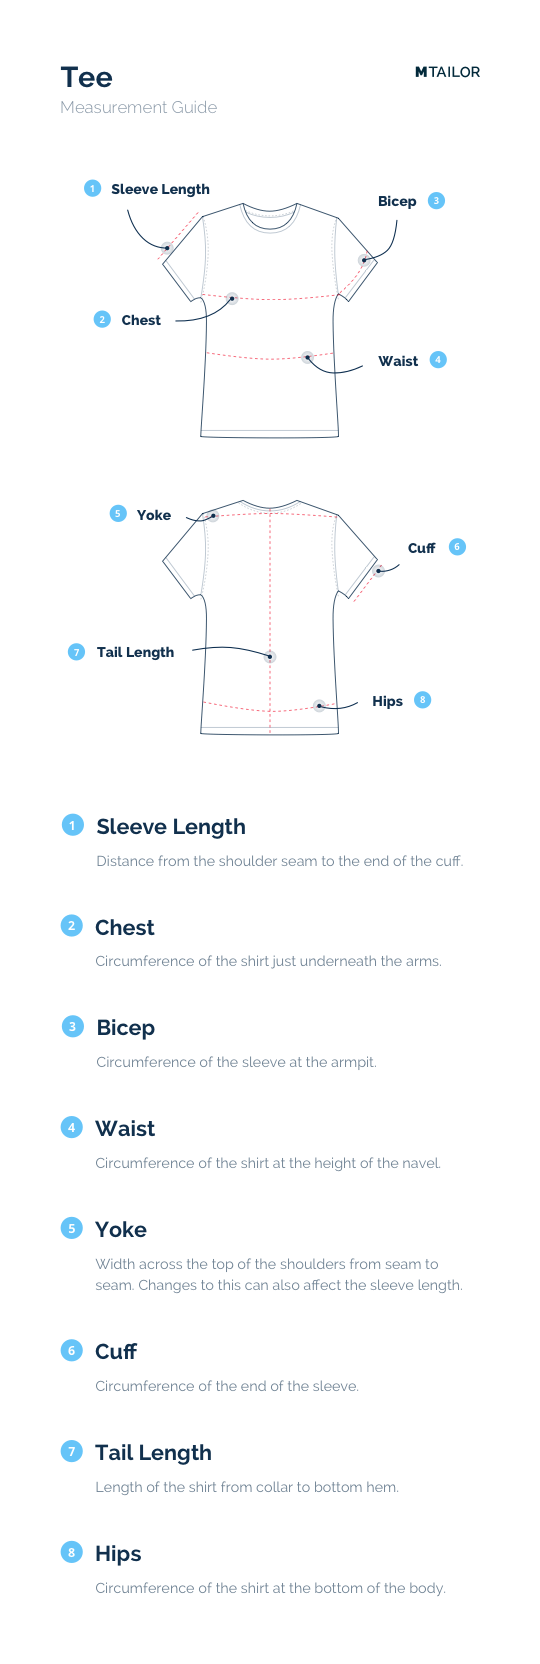 Tee
MTAILOR
Measurement Guide
1 Sleeve Length
Bicep 3
2 Chest
Waist 4
5 Yoke
Cuff 6
7 Tail Length
Hips 8
1 Sleeve Length
Distance from the shoulder seam to the end of the cuff.
2 Chest
Circumference of the shirt just underneath the arms.
3 Bicep
Circumference of the sleeve at the armpit.
4 Waist
Circumference of the shirt at the height of the navel.
5 Yoke
Width across the top of the shoulders from seam to
seam. Changes to this can also affect the sleeve length.
6 Cuff
Circumference of the end of the sleeve.
7 Tail Length
Length of the shirt from collar to bottom hem.
8 Hips
Circumference of the shirt at the bottom of the body.